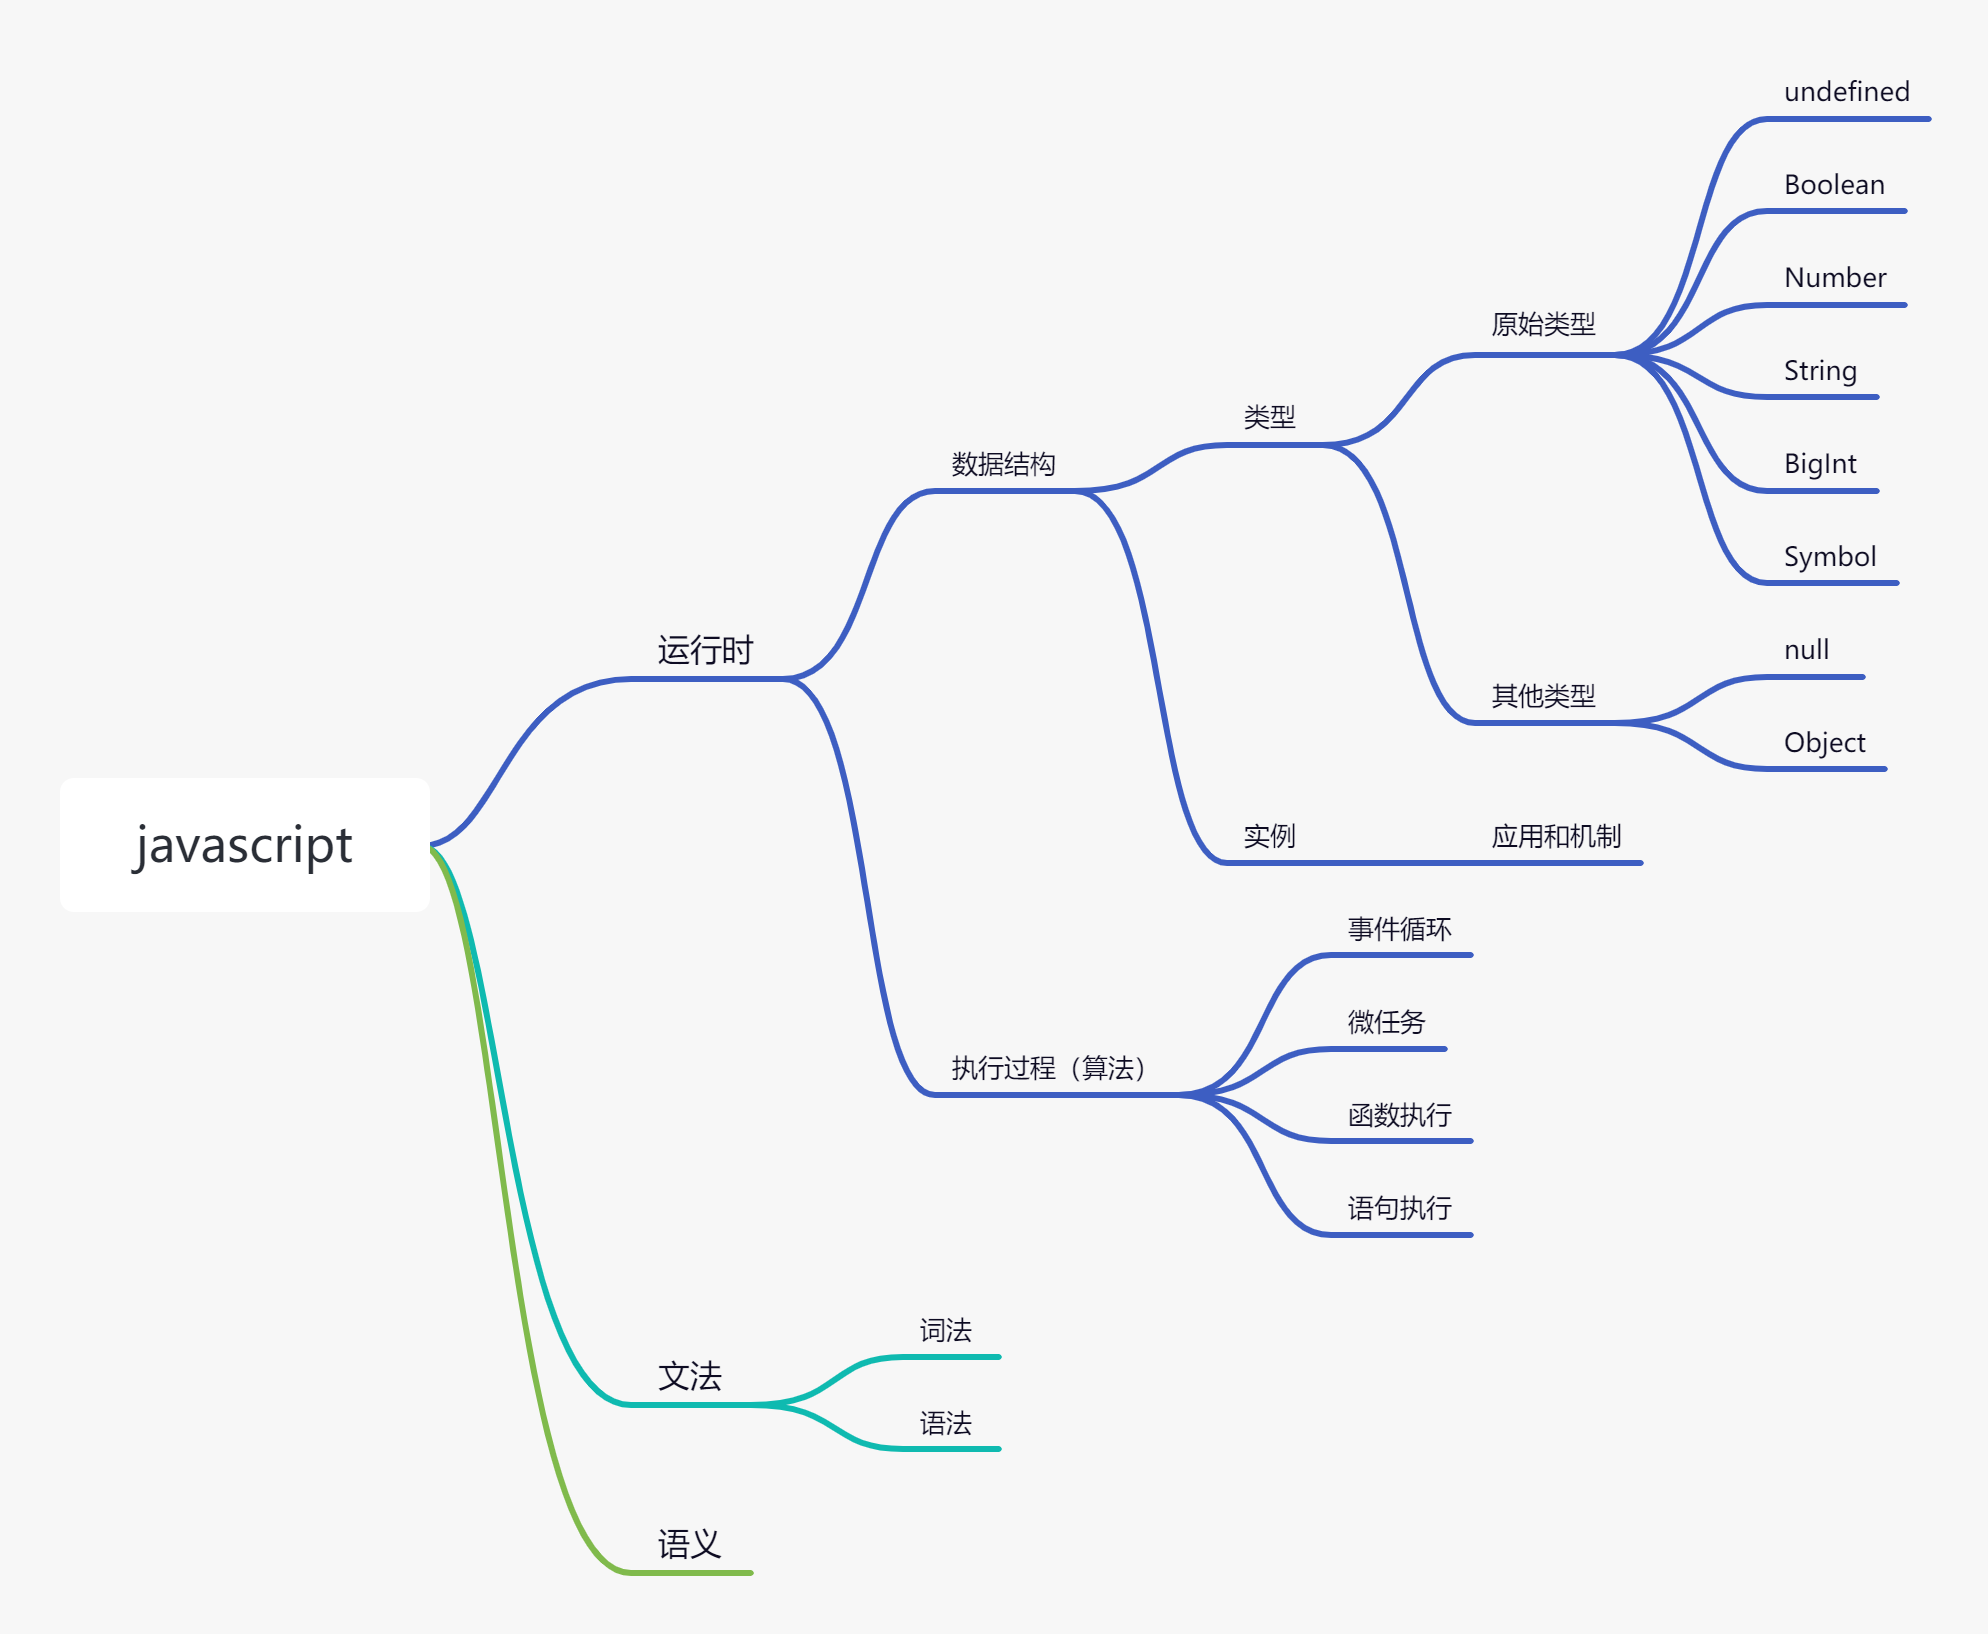 undefined
Boolean
Number
原始类型
String
类型
数据结构
BigInt
Symbol
运行时
null
其他类型
Object
javascript
实例
应用和机制
事件循环
微任务
执行过程（算法）
函数执行
语句执行
词法
文法
语法
语义